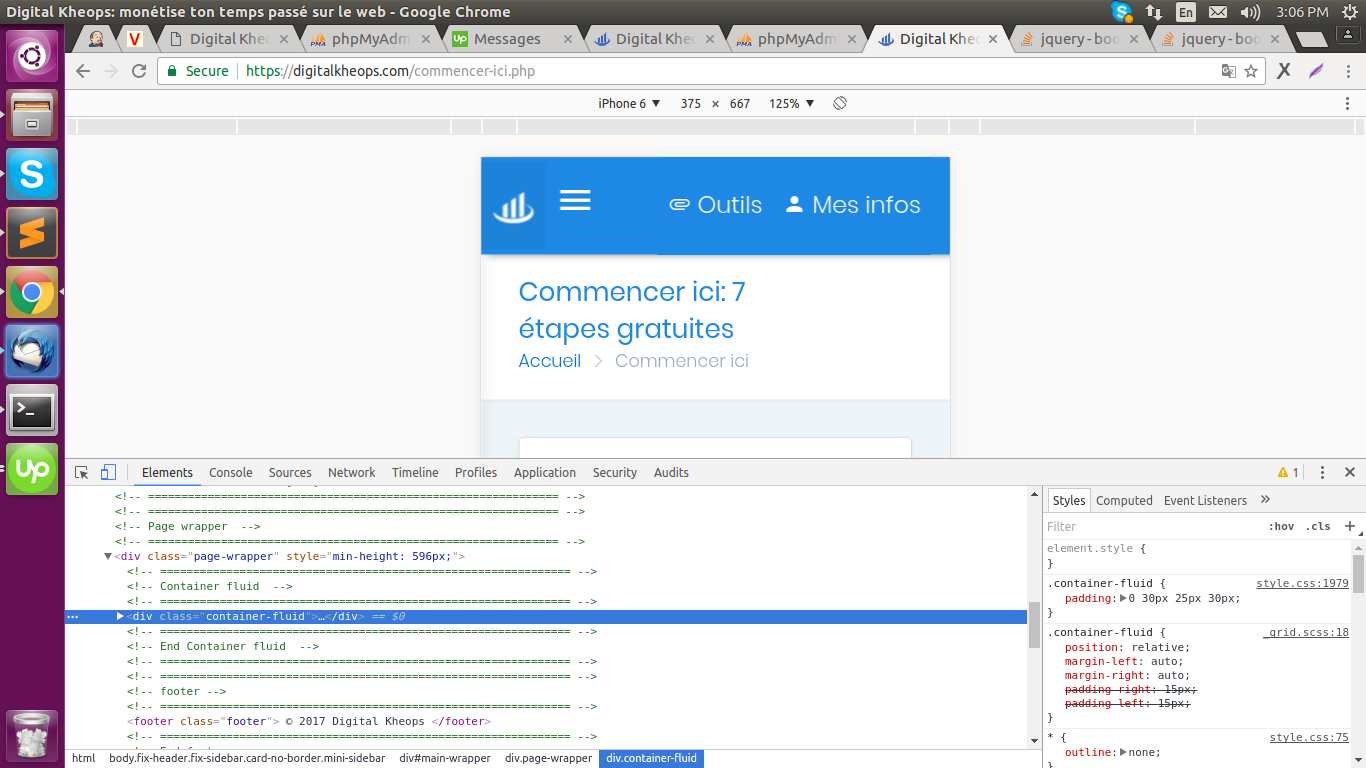 Digital Kheops: monétise ton temps passé sur le web - Google Chrome
En
3:06 PM
V
Digital Kheo
phpMyAdm
Up Messages
Digital Kheo
phpMyAdm
Digital Kheo
jquery - boo
jquery - boo
Secure https://digitalkheops.com/commencer-ici.php
X
iPhone 6 ▼ 375 × 667 125% ▼
Outils Mes infos
Commencer ici: 7
étapes gratuites
Accueil > Commencer ici
Elements Console Sources Network Timeline Profiles Application Security Audits
1
<!-- ============================================================== -->
<!-- ============================================================== -->
<!-- Page wrapper  -->
<!-- ============================================================== -->
▼<div class="page-wrapper" style="min-height: 596px;">
<!-- ============================================================== -->
<!-- Container fluid  -->
<!-- ============================================================== -->
… ▶<div class="container-fluid">…</div> == $0
<!-- ============================================================== -->
<!-- End Container fluid  -->
<!-- ============================================================== -->
<!-- ============================================================== -->
<!-- footer -->
<!-- ============================================================== -->
<footer class="footer"> © 2017 Digital Kheops </footer>
<!-- ============================================================== -->
html body.fix-header.fix-sidebar.card-no-border.mini-sidebar div#main-wrapper div.page-wrapper div.container-fluid
Styles Computed Event Listeners »
Filter :hov .cls +
element.style {
}
.container-fluid { style.css:1979
padding:▶0 30px 25px 30px;
}
.container-fluid { _grid.scss:18
position: relative;
margin-left: auto;
margin-right: auto;
padding-right: 15px;
padding-left: 15px;
}
* { style.css:75
outline:▶none;
S
S
>_
up